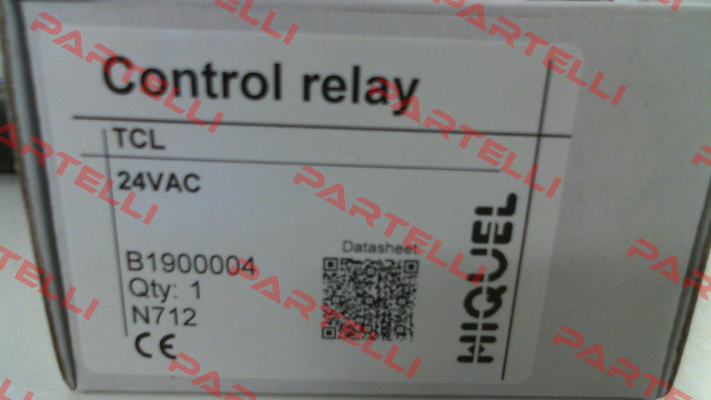 Control relay
TCL
24VAC
Datasheet
B1900004
Qty: 1
N712
CE
HIQUEL
PARTELLI
PARTELLI
PARTELLI
PARTELLI
PARTELLI
PARTELLI
PARTELLI